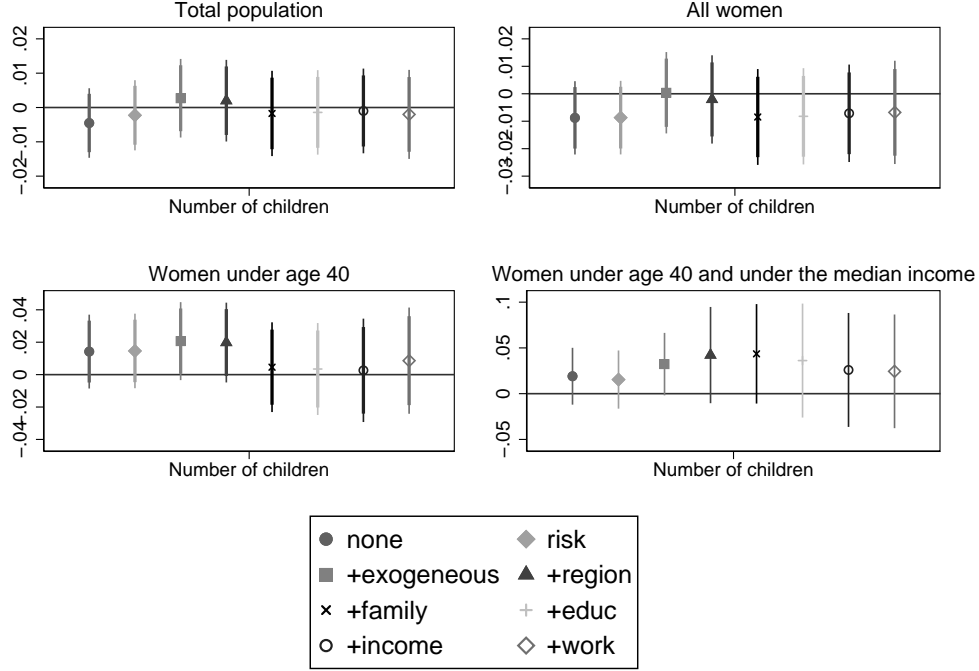 Total population
.02
.01
0
-.01
-.02
Number of children
All women
.02
.01
0
-.01
-.02
-.03
Number of children
Women under age 40
.04
.02
0
-.02
-.04
Number of children
Women under age 40 and under the median income
.1
.05
0
-.05
Number of children
none
risk
+exogeneous
+region
+family
+educ
+income
+work